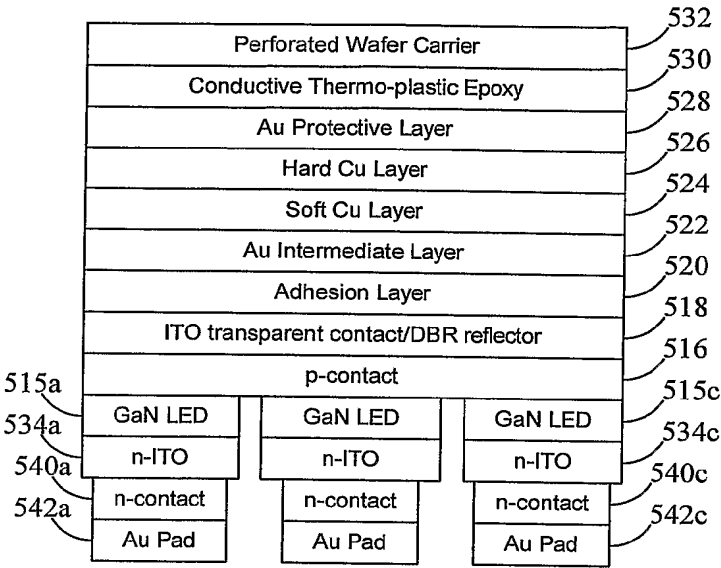 532
Perforated Wafer Carrier
530
Conductive Thermo-plastic Epoxy
528
Au Protective Layer
526
Hard Cu Layer
524
Soft Cu Layer
522
Au Intermediate Layer
520
Adhesion Layer
518
ITO transparent contact/DBR reflector
516
p-contact
515a GaN LED GaN LED GaN LED 515c
534a n-ITO n-ITO n-ITO 534c
540a n-contact n-contact n-contact 540c
542a Au Pad Au Pad Au Pad 542c